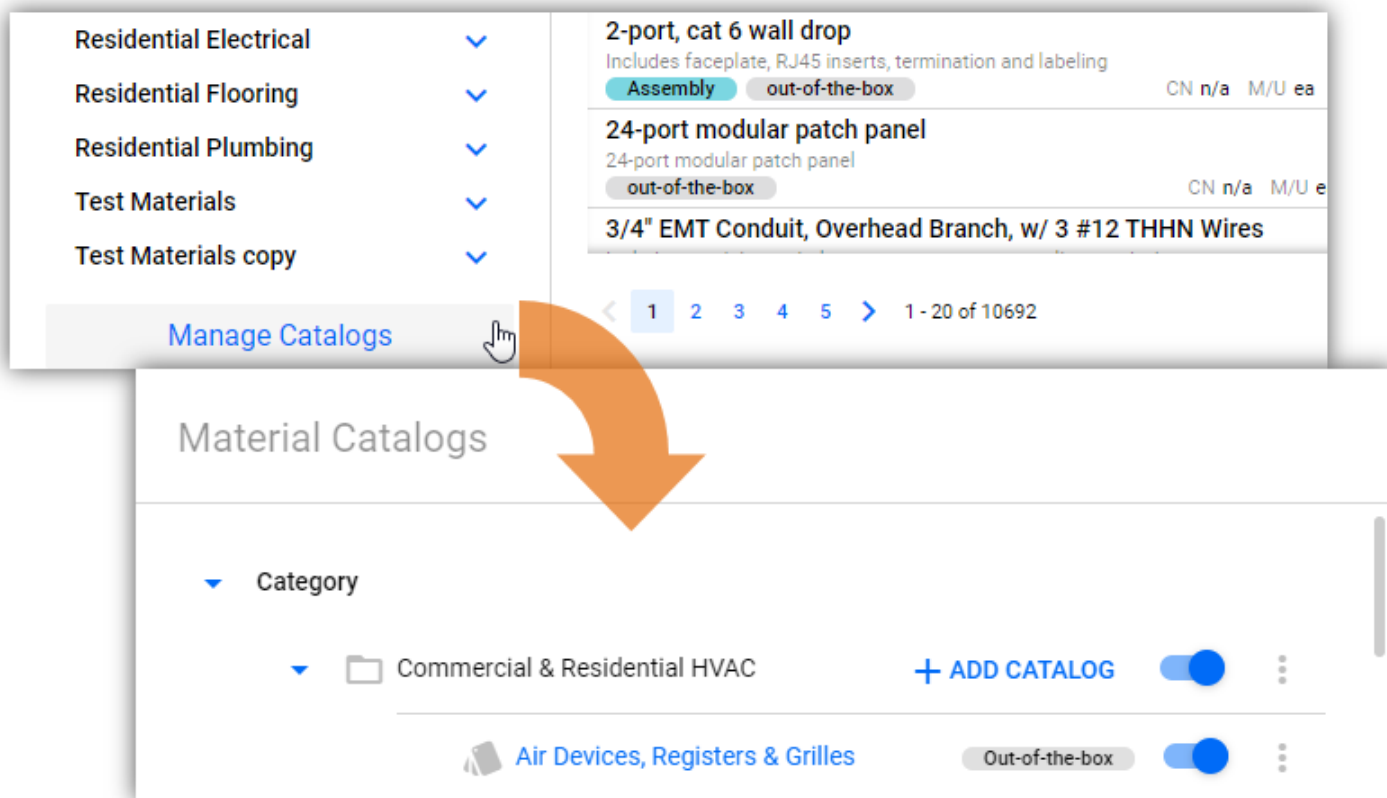 Residential Electrical
Residential Flooring
Residential Plumbing
Test Materials
Test Materials copy
Manage Catalogs
2-port, cat 6 wall drop
Includes faceplate, RJ45 inserts, termination and labeling
Assembly out-of-the-box CN n/a M/U ea
24-port modular patch panel
24-port modular patch panel
out-of-the-box CN n/a M/U e
3/4" EMT Conduit, Overhead Branch, w/ 3 #12 THHN Wires
1 2 3 4 5 1 - 20 of 10692
Material Catalogs
Category
Commercial & Residential HVAC + ADD CATALOG
Air Devices, Registers & Grilles Out-of-the-box